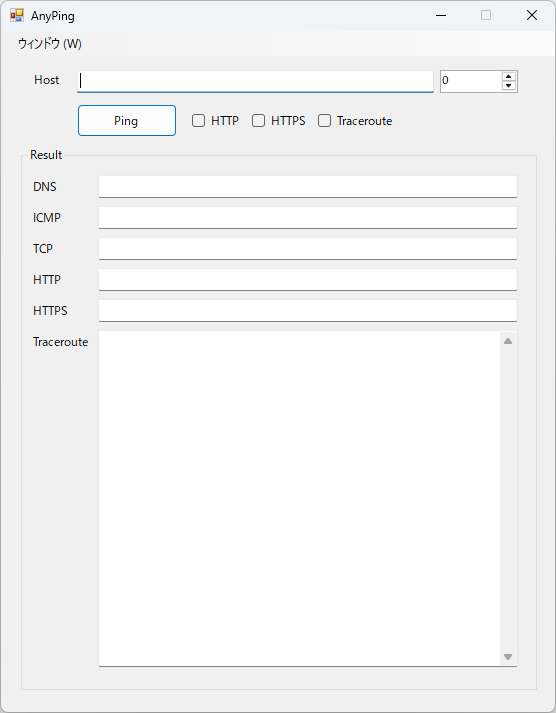 AnyPing
ウィンドウ (W)
Host
0
Ping HTTP HTTPS Traceroute
Result
DNS
ICMP
TCP
HTTP
HTTPS
Traceroute